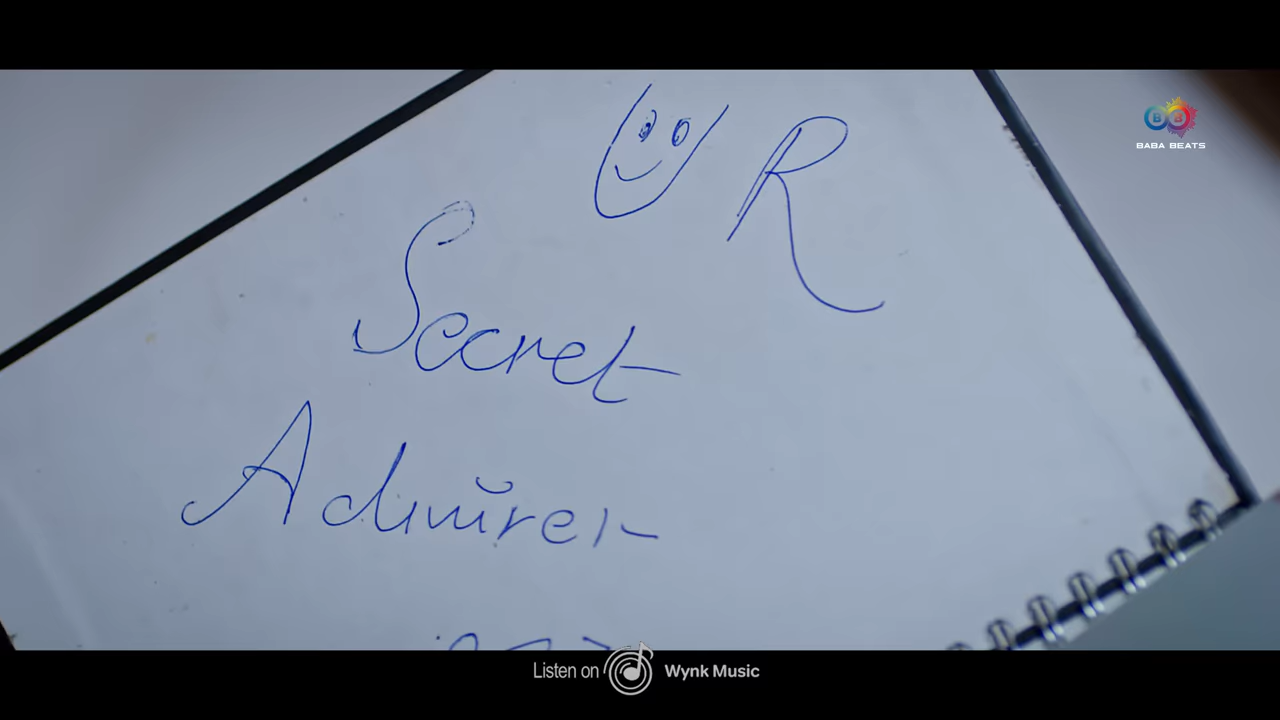 U R
Secret
Admirer
BABA BEATS
Listen on Wynk Music